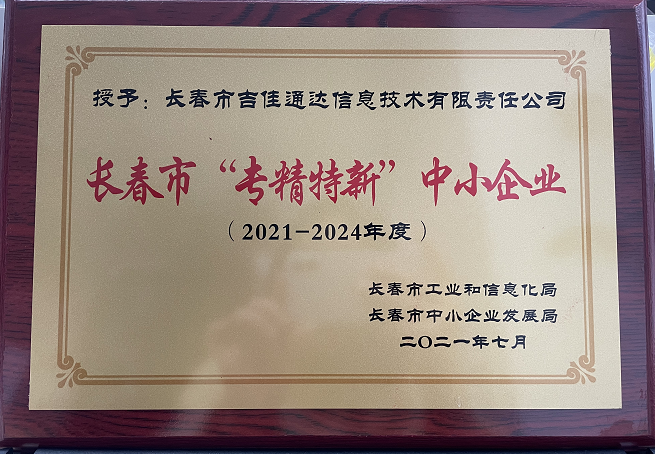 授予：长春市吉佳通达信息技术有限责任公司
长春市“专精特新”中小企业
（2021-2024年度）
长春市工业和信息化局
长春市中小企业发展局
二〇二一年七月